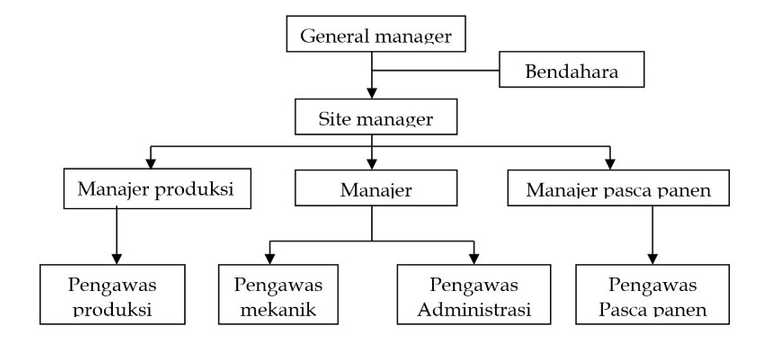 General manager
Bendahara
Site manager
Manajer produksi
Manajer
Manajer pasca panen
Pengawas
produksi
Pengawas
mekanik
Pengawas
Administrasi
Pengawas
Pasca panen